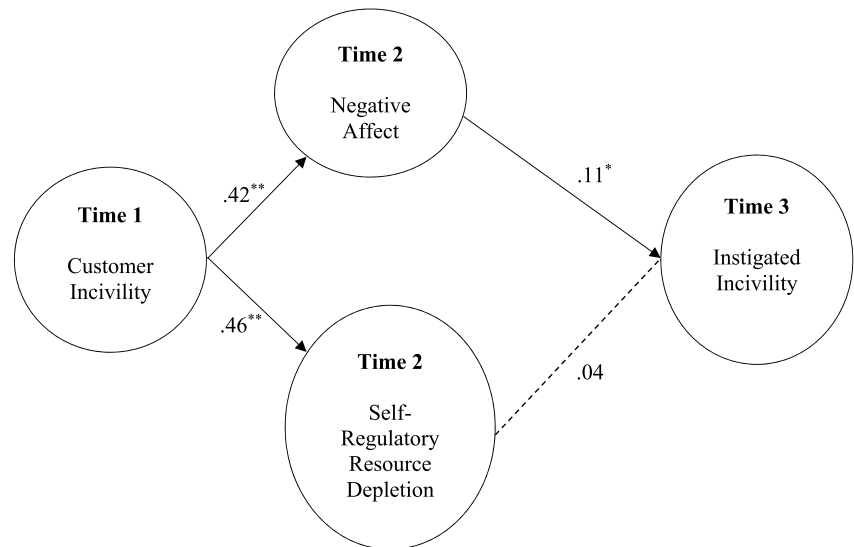 Time 2
Negative
Affect
.42**
.11*
Time 1
Customer
Incivility
Time 3
Instigated
Incivility
.46**
.04
Time 2
Self-
Regulatory
Resource
Depletion